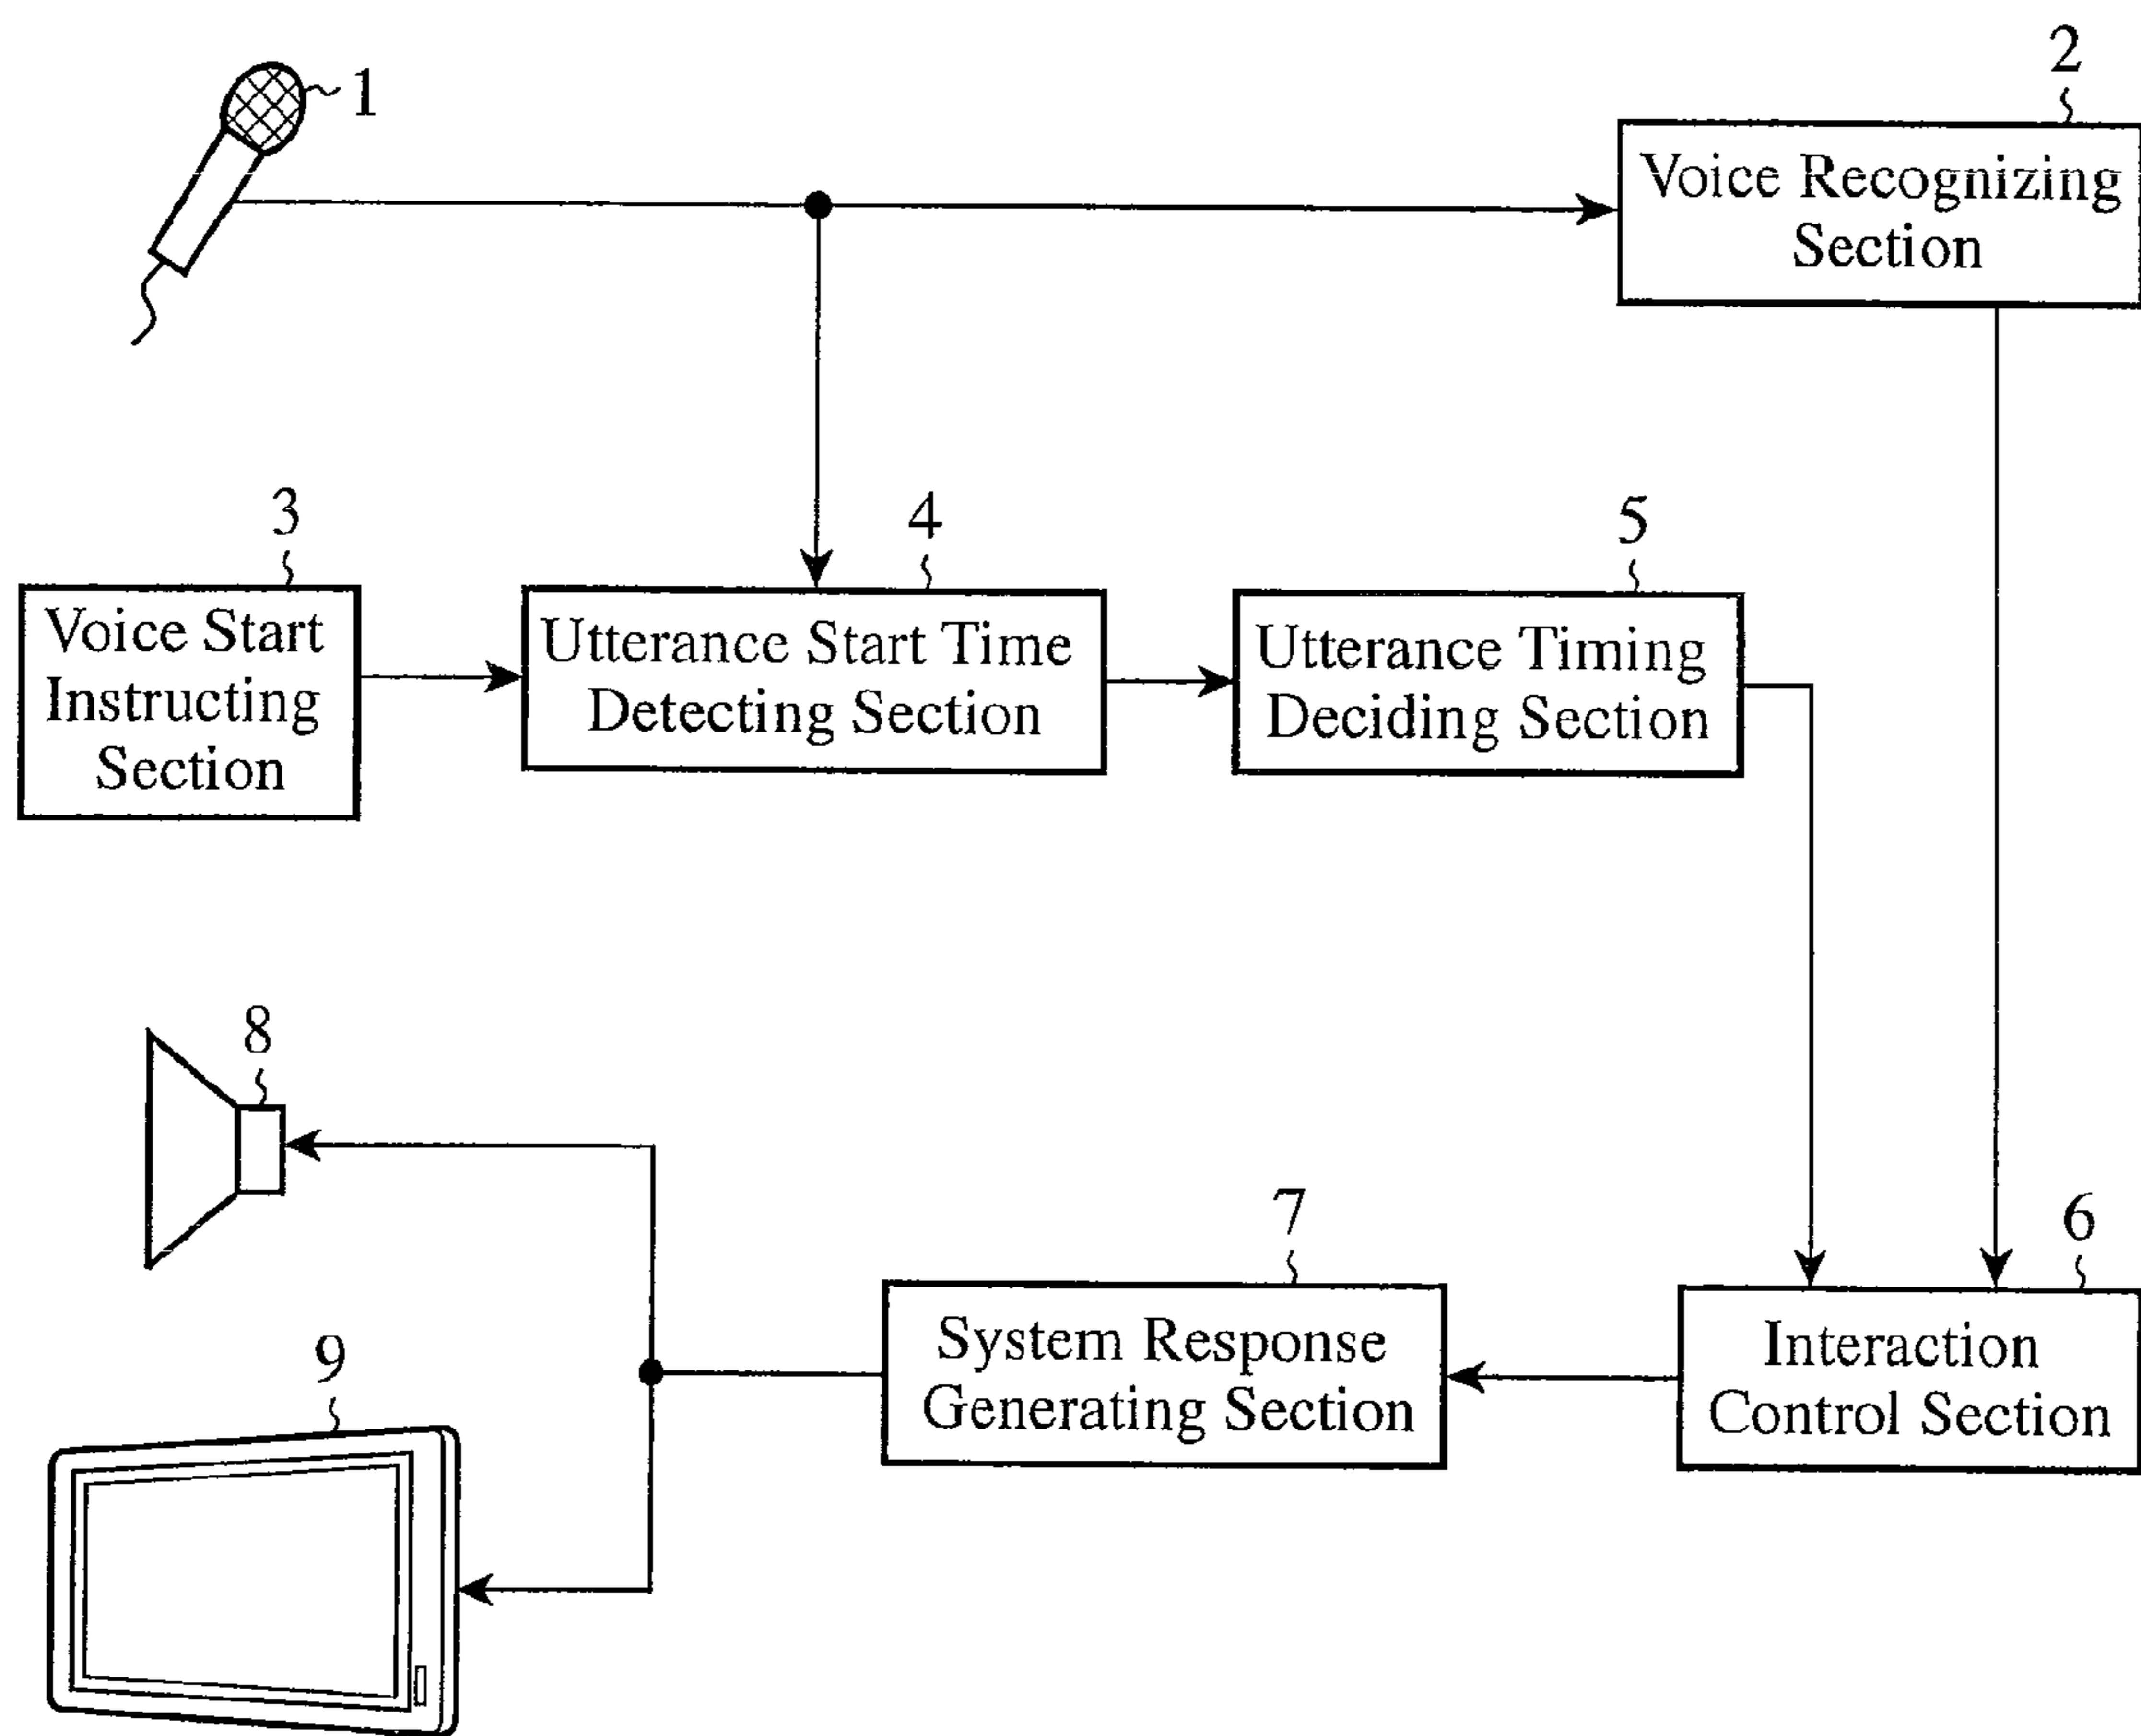 1
2
Voice Recognizing
Section
3
Voice Start
Instructing
Section
4
Utterance Start Time
Detecting Section
5
Utterance Timing
Deciding Section
8
7
System Response
Generating Section
6
Interaction
Control Section
9